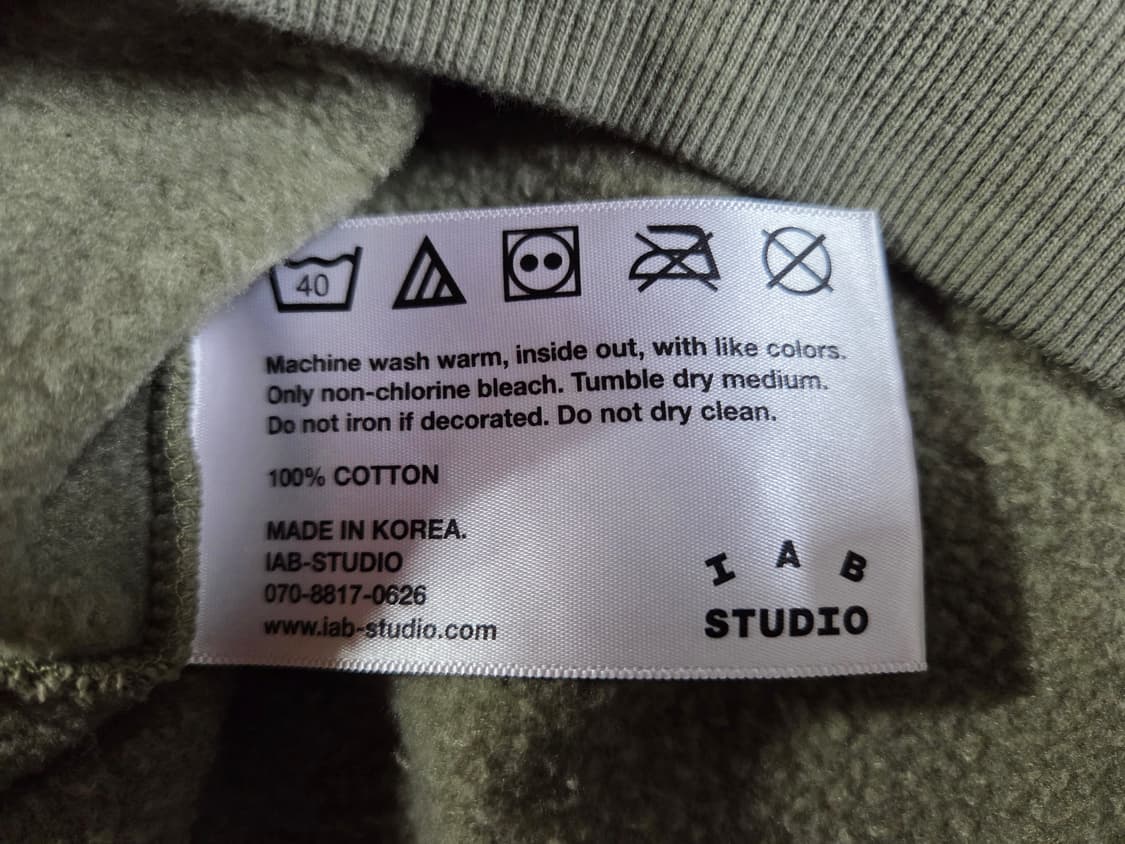 40
Machine wash warm, inside out, with like colors.
Only non-chlorine bleach. Tumble dry medium.
Do not iron if decorated. Do not dry clean.
100% COTTON
MADE IN KOREA.
IAB-STUDIO
070-8817-0626
www.iab-studio.com
I A B
STUDIO